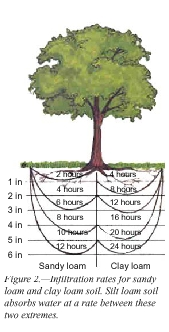 2 hours 4 hours
1 in
4 hours 8 hours
2 in
6 hours 12 hours
3 in
8 hours 16 hours
4 in
10 hours 20 hours
5 in
12 hours 24 hours
6 in
Sandy loam Clay loam
Figure 2.—Infiltration rates for sandy
loam and clay loam soil. Silt loam soil
absorbs water at a rate between these
two extremes.